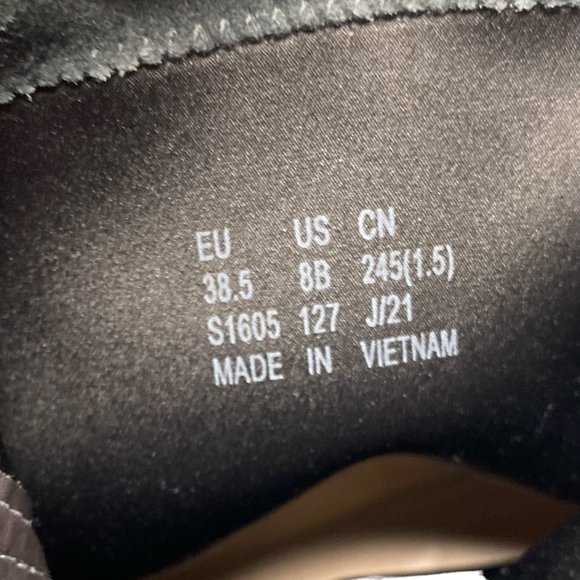 EU US CN
38.5 8B 245(1.5)
S1605 127 J/21
MADE IN VIETNAM